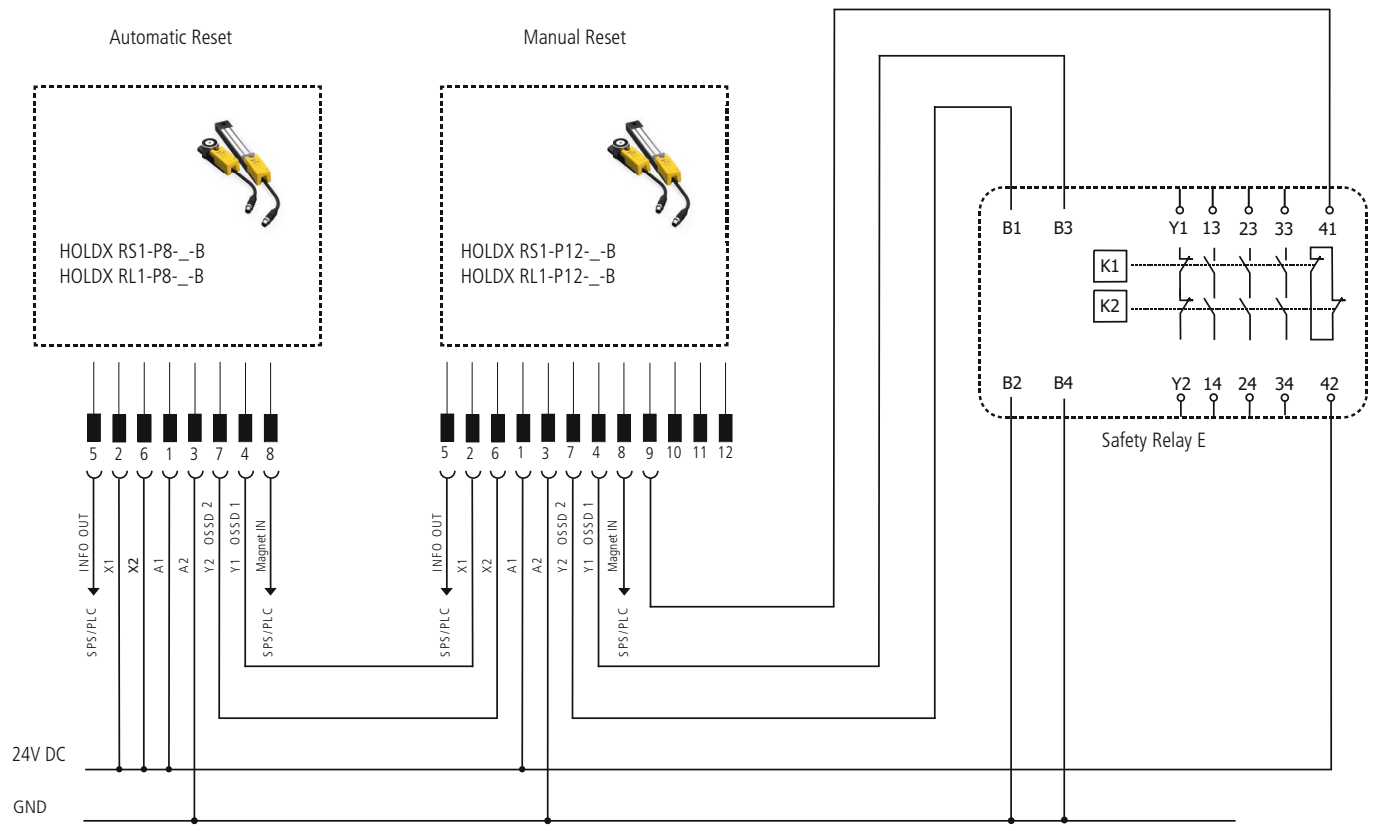 Automatic Reset
Manual Reset
HOLDX RS1-P8-_-B
HOLDX RL1-P8-_-B
HOLDX RS1-P12-_-B
HOLDX RL1-P12-_-B
B1 B3 Y1 13 23 33 41
K1
K2
B2 B4 Y2 14 24 34 42
Safety Relay E
5 2 6 1 3 7 4 8
5 2 6 1 3 7 4 8 9 10 11 12
INFO OUT
X1
X2
A1
A2
Y2 OSSD 2
Y1 OSSD 1
Magnet IN
SPS/PLC
SPS/PLC
INFO OUT
X1
X2
A1
A2
Y2 OSSD 2
Y1 OSSD 1
Magnet IN
SPS/PLC
SPS/PLC
24V DC
GND